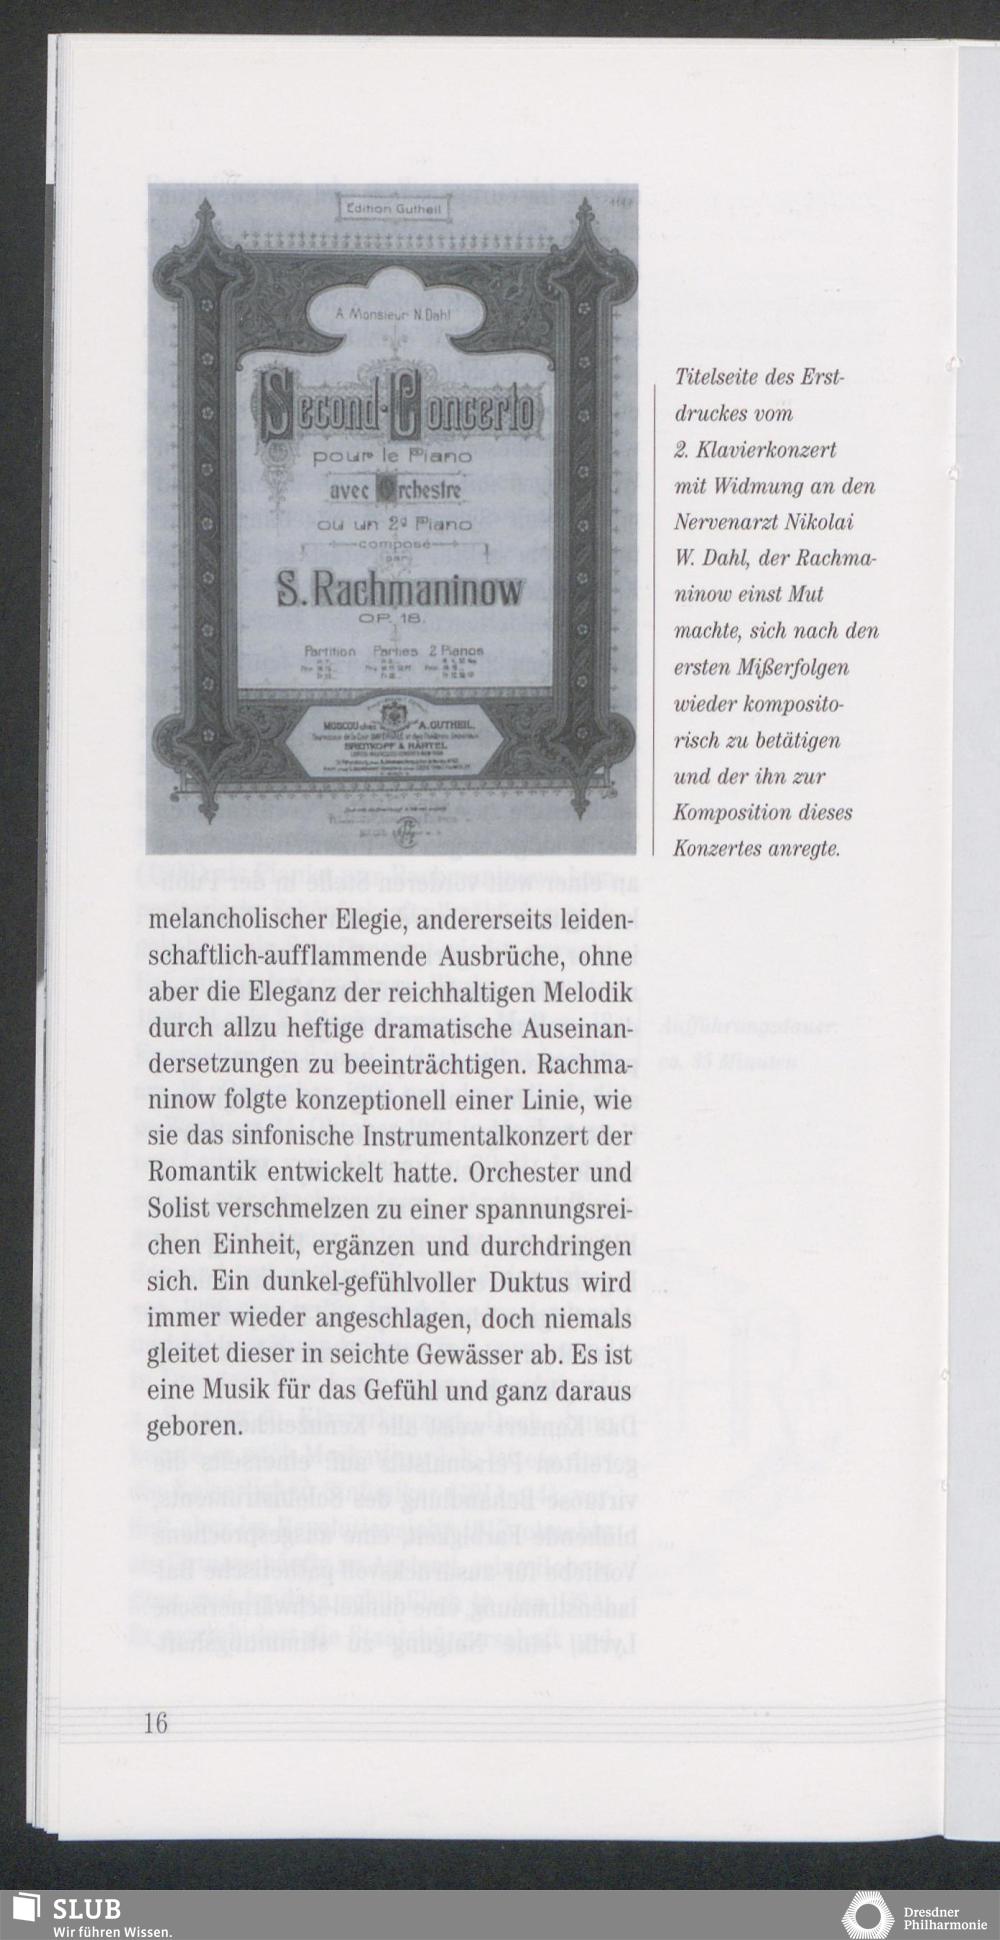 Edition Gutheil
A Monsieur N. Dahl
Second Concerto
pour le Piano
avec Orchestre
ou un 2d Piano
composé
par
S. Rachmaninow
OP. 18.
Partition Parties 2 Pianos
MOSCOU chez A. GUTHEIL,
BREITKOPF & HÄRTEL
Titelseite des Erst-
druckes vom
2. Klavierkonzert
mit Widmung an den
Nervenarzt Nikolai
W. Dahl, der Rachma-
ninow einst Mut
machte, sich nach den
ersten Mißerfolgen
wieder komposito-
risch zu betätigen
und der ihn zur
Komposition dieses
Konzertes anregte.
melancholischer Elegie, andererseits leiden-
schaftlich-aufflammende Ausbrüche, ohne
aber die Eleganz der reichhaltigen Melodik
durch allzu heftige dramatische Auseinan-
dersetzungen zu beeinträchtigen. Rachma-
ninow folgte konzeptionell einer Linie, wie
sie das sinfonische Instrumentalkonzert der
Romantik entwickelt hatte. Orchester und
Solist verschmelzen zu einer spannungsrei-
chen Einheit, ergänzen und durchdringen
sich. Ein dunkel-gefühlvoller Duktus wird
immer wieder angeschlagen, doch niemals
gleitet dieser in seichte Gewässer ab. Es ist
eine Musik für das Gefühl und ganz daraus
geboren.
16
SLUB
Wir führen Wissen.
Dresdner
Philharmonie